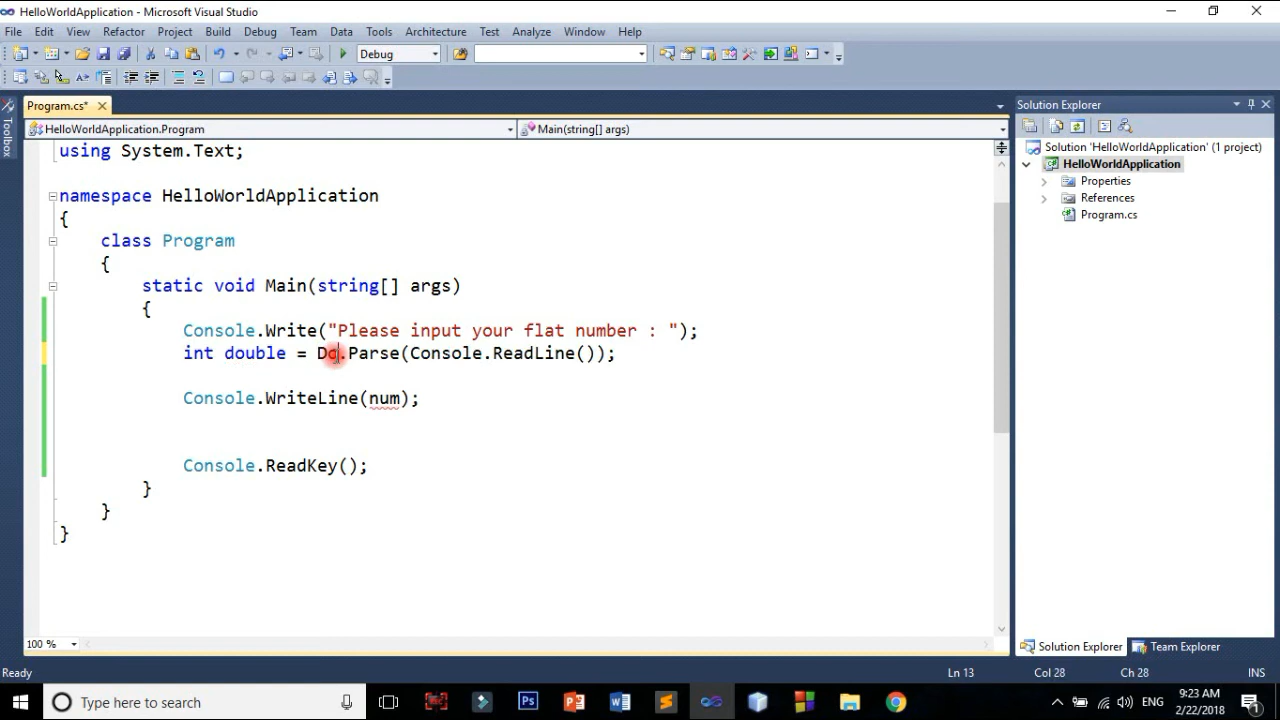 HelloWorldApplication - Microsoft Visual Studio
File Edit View Refactor Project Build Debug Team Data Tools Architecture Test Analyze Window Help
Debug
Program.cs*
Solution Explorer
HelloWorldApplication.Program
Main(string[] args)
Toolbox
using System.Text;
namespace HelloWorldApplication
{
class Program
{
static void Main(string[] args)
{
Console.Write("Please input your flat number : ");
int double = Do.Parse(Console.ReadLine());
Console.WriteLine(num);
Console.ReadKey();
}
}
}
Solution 'HelloWorldApplication' (1 project)
HelloWorldApplication
Properties
References
Program.cs
100 %
Solution Explorer Team Explorer
Ready
Ln 13 Col 28 Ch 28 INS
Type here to search
ENG
9:23 AM
2/22/2018
1